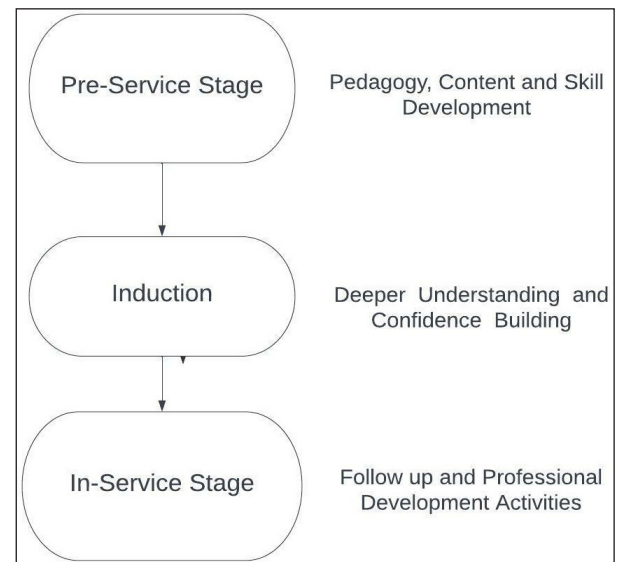 Pre-Service Stage
Pedagogy, Content and Skill
Development
Induction
Deeper Understanding and
Confidence Building
In-Service Stage
Follow up and Professional
Development Activities